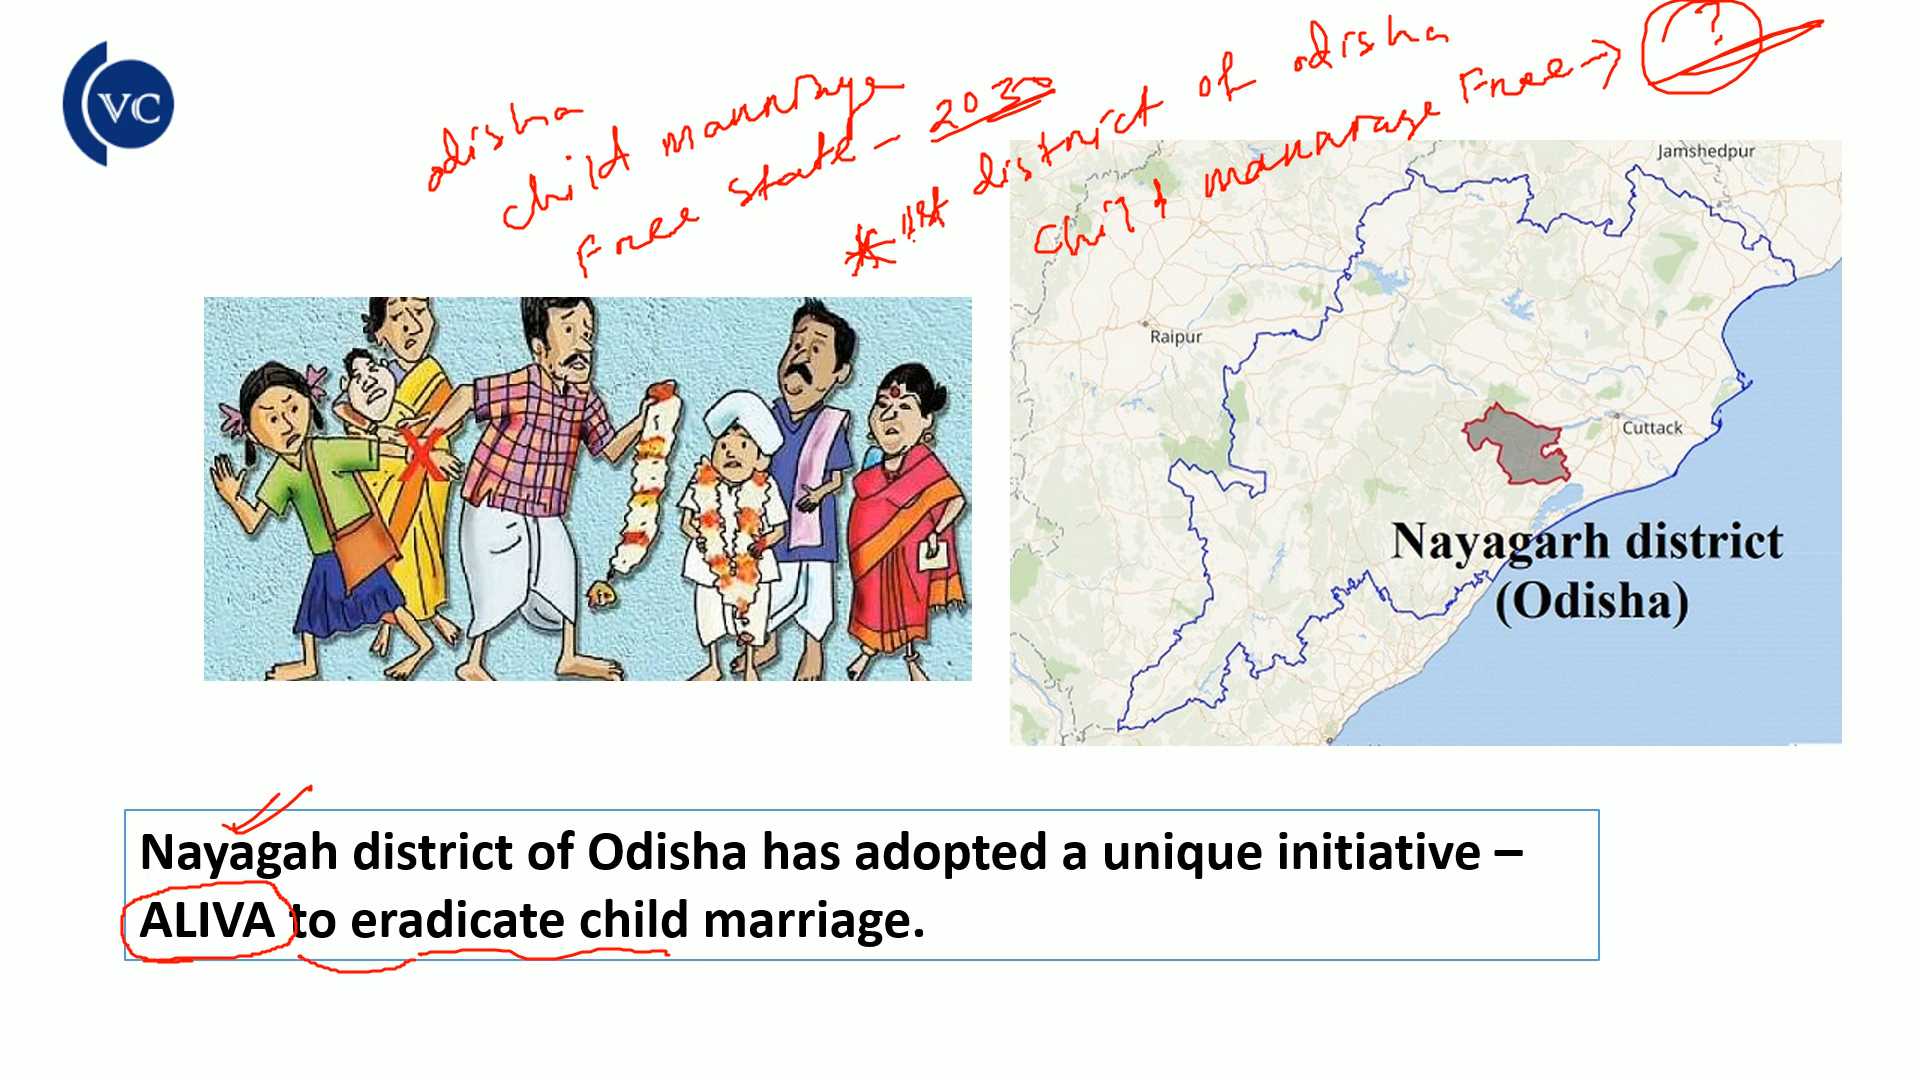 VC
odisha
child marriage
Free state - 2030
* 1st district of odisha
child marriage Free → ?
Jamshedpur
Raipur
Cuttack
Nayagarh district
(Odisha)
X
Nayagah district of Odisha has adopted a unique initiative –
ALIVA to eradicate child marriage.